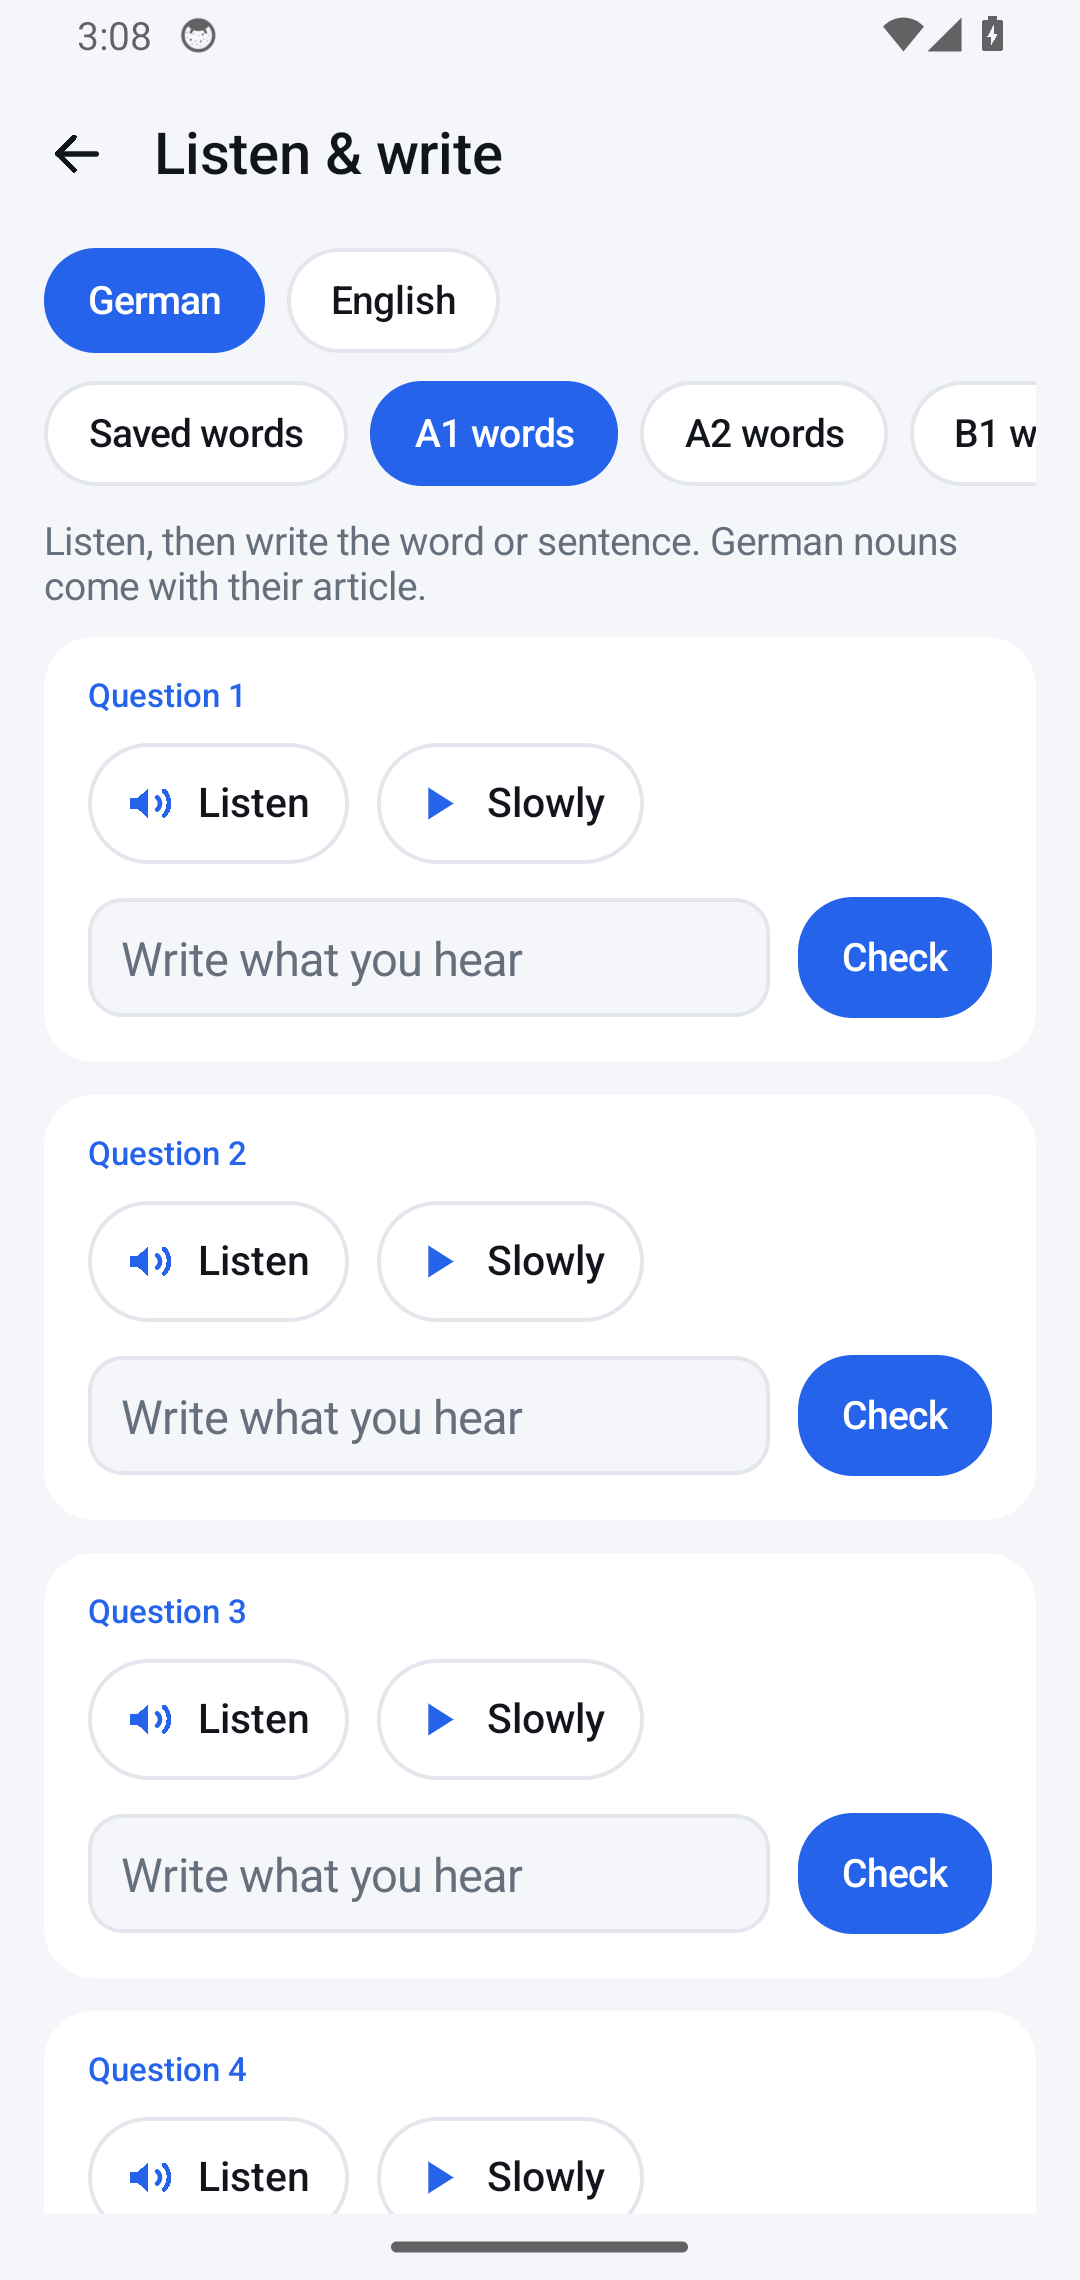 3:08
Listen & write
German English
Saved words A1 words A2 words B1 w
Listen, then write the word or sentence. German nouns
come with their article.
Question 1
Listen Slowly
Write what you hear Check
Question 2
Listen Slowly
Write what you hear Check
Question 3
Listen Slowly
Write what you hear Check
Question 4
Listen Slowly